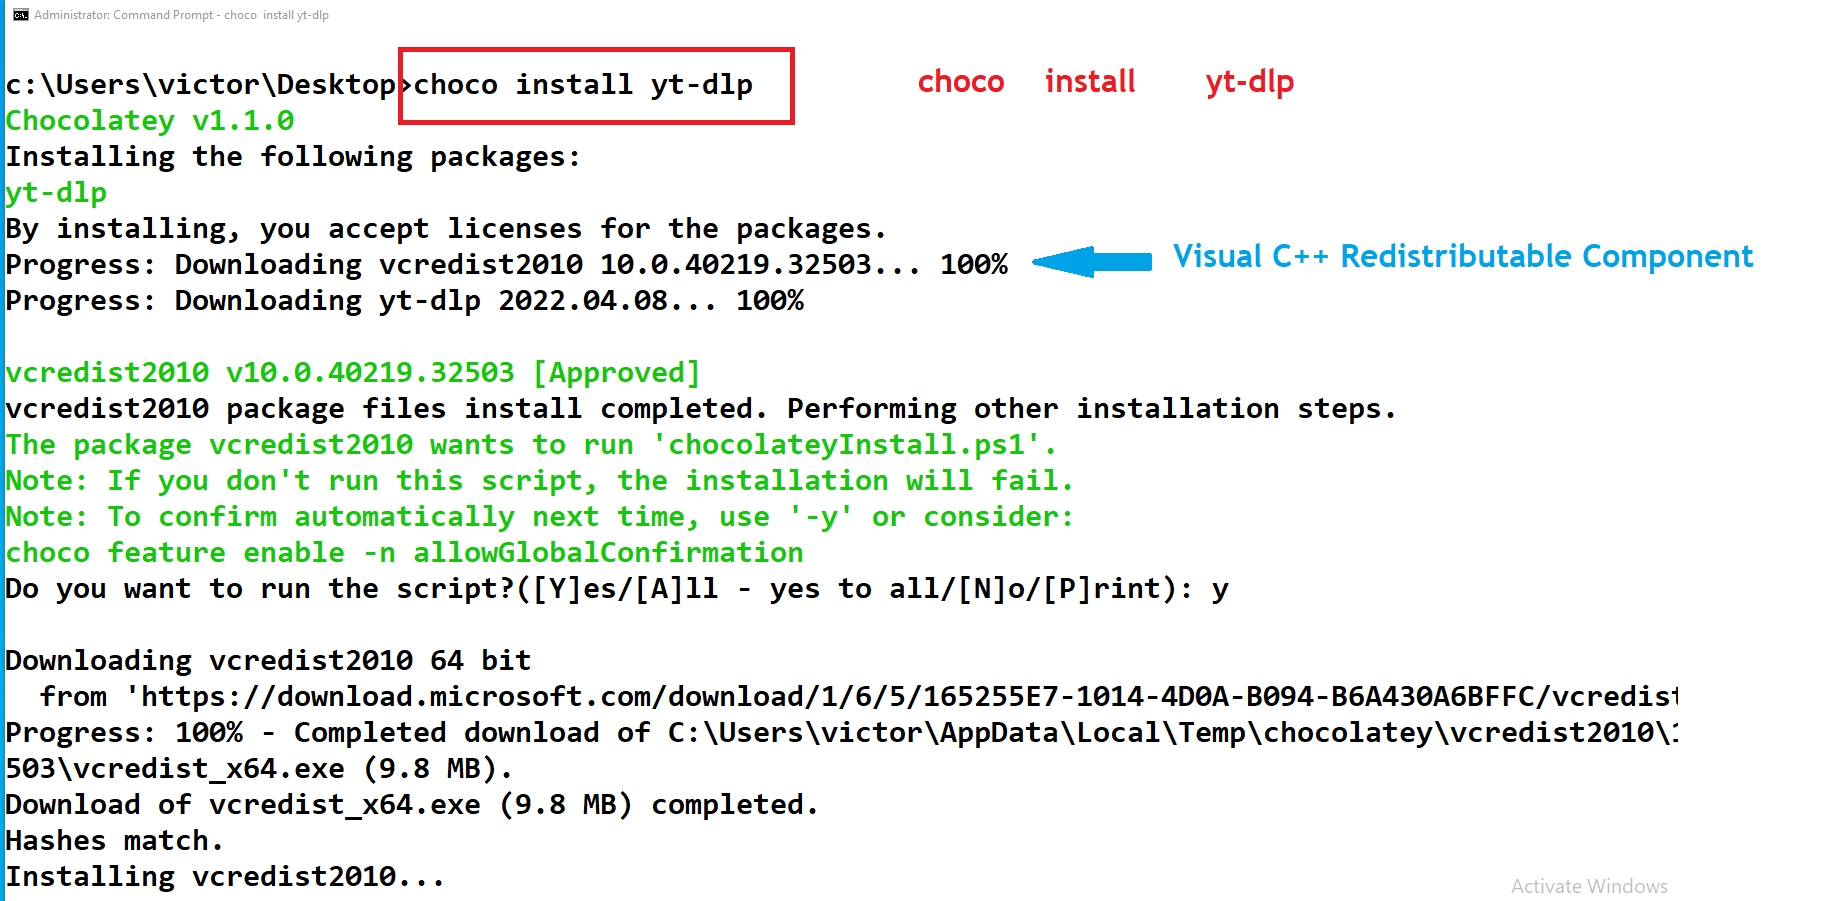 Administrator: Command Prompt - choco  install yt-dlp
c:\Users\victor\Desktop>choco install yt-dlp
choco install yt-dlp
Chocolatey v1.1.0
Installing the following packages:
yt-dlp
By installing, you accept licenses for the packages.
Progress: Downloading vcredist2010 10.0.40219.32503... 100%
Visual C++ Redistributable Component
Progress: Downloading yt-dlp 2022.04.08... 100%
vcredist2010 v10.0.40219.32503 [Approved]
vcredist2010 package files install completed. Performing other installation steps.
The package vcredist2010 wants to run 'chocolateyInstall.ps1'.
Note: If you don't run this script, the installation will fail.
Note: To confirm automatically next time, use '-y' or consider:
choco feature enable -n allowGlobalConfirmation
Do you want to run the script?([Y]es/[A]ll - yes to all/[N]o/[P]rint): y
Downloading vcredist2010 64 bit
from 'https://download.microsoft.com/download/1/6/5/165255E7-1014-4D0A-B094-B6A430A6BFFC/vcredist
Progress: 100% - Completed download of C:\Users\victor\AppData\Local\Temp\chocolatey\vcredist2010\1
503\vcredist_x64.exe (9.8 MB).
Download of vcredist_x64.exe (9.8 MB) completed.
Hashes match.
Installing vcredist2010...
Activate Windows